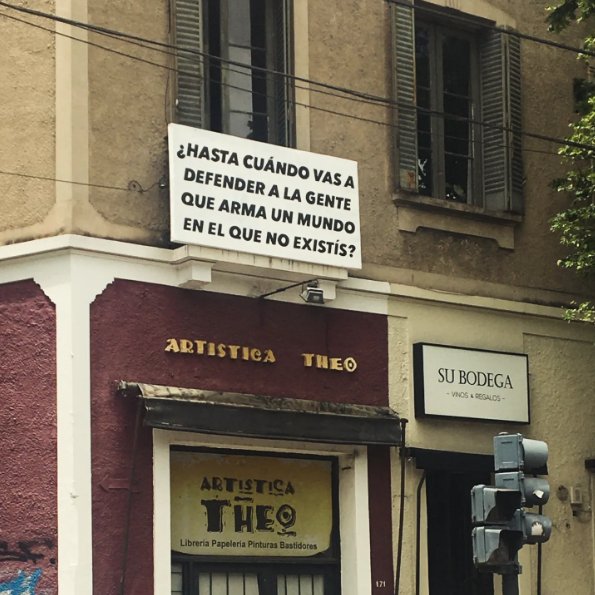 ¿HASTA CUÁNDO VAS A
DEFENDER A LA GENTE
QUE ARMA UN MUNDO
EN EL QUE NO EXISTÍS?
ARTISTICA THEO
SU BODEGA
- VINOS & REGALOS -
ARTISTICA
THEO
Libreria Papeleria Pinturas Bastidores
171